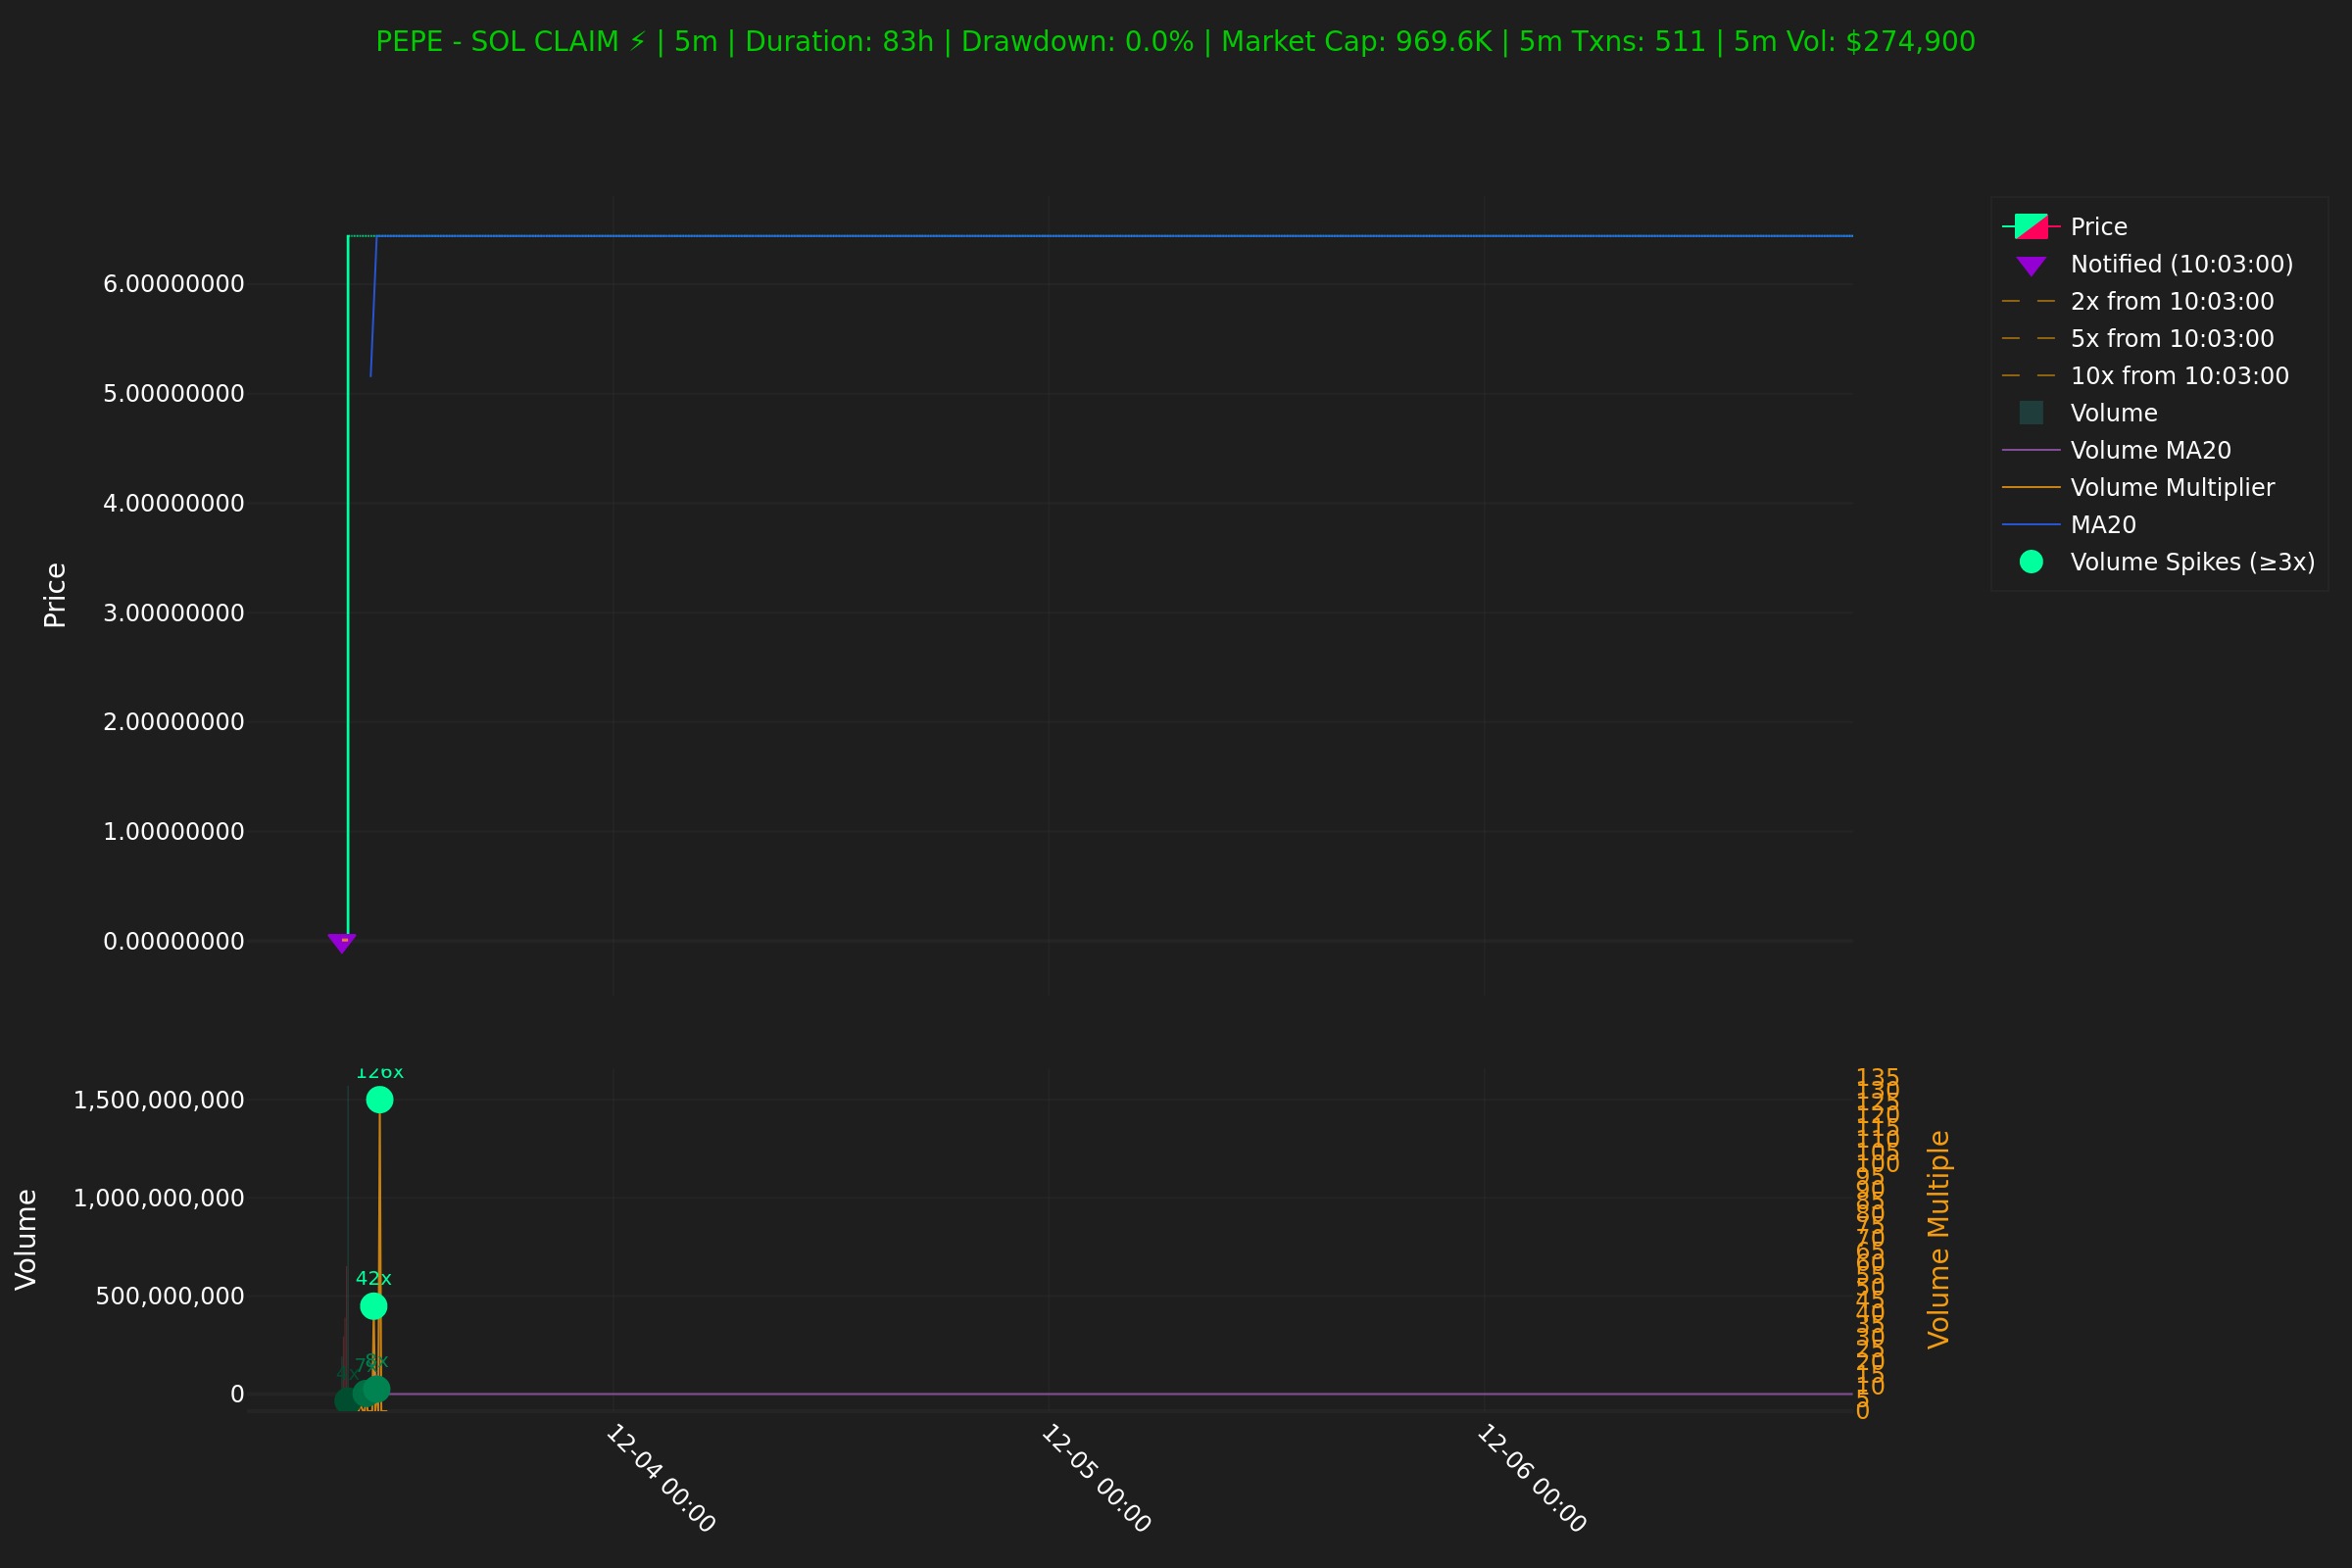 PEPE - SOL CLAIM ⚡ | 5m | Duration: 83h | Drawdown: 0.0% | Market Cap: 969.6K | 5m Txns: 511 | 5m Vol: $274,900
Price
6.00000000
5.00000000
4.00000000
3.00000000
2.00000000
1.00000000
0.00000000
Price
Notified (10:03:00)
2x from 10:03:00
5x from 10:03:00
10x from 10:03:00
Volume
Volume MA20
Volume Multiplier
MA20
Volume Spikes (≥3x)
Volume
1,500,000,000
1,000,000,000
500,000,000
0
126x
42x
8x
135
130
125
120
115
110
105
100
95
90
85
80
75
70
65
60
55
50
45
40
35
30
25
20
15
10
5
0
Volume Multiple
12-04 00:00
12-05 00:00
12-06 00:00